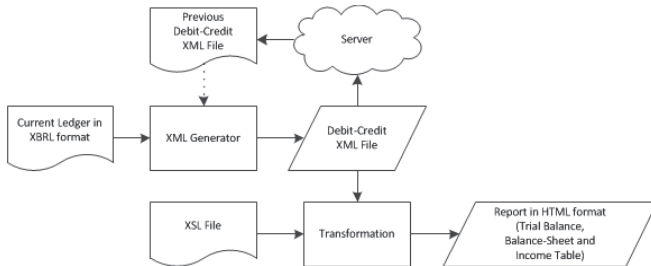 Previous
Debit-Credit
XML File
Server
Current Ledger in
XBRL format
XML Generator
Debit-Credit
XML File
XSL File
Transformation
Report in HTML format
(Trial Balance,
Balance-Sheet and
Income Table)